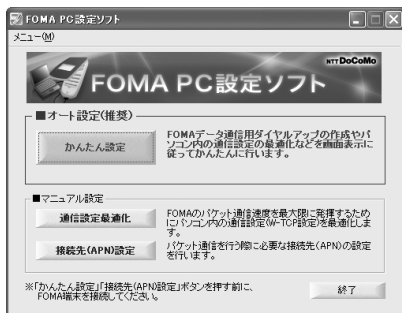 FOMA PC設定ソフト
メニュー(M)
NTT DoCoMo
FOMA PC設定ソフト
■オート設定(推奨)
かんたん設定
FOMAデータ通信用ダイヤルアップの作成やパ
ソコン内の通信設定の最適化などを画面表示に
従ってかんたんに行います。
■マニュアル設定
通信設定最適化
FOMAのパケット通信速度を最大限に発揮するため
にパソコン内の通信設定(W-TCP設定)を最適化しま
す。
接続先(APN)設定
パケット通信を行う際に必要な接続先(APN)の設定
を行います。
※「かんたん設定」「接続先(APN)設定」ボタンを押す前に、
FOMA端末を接続してください。
終了